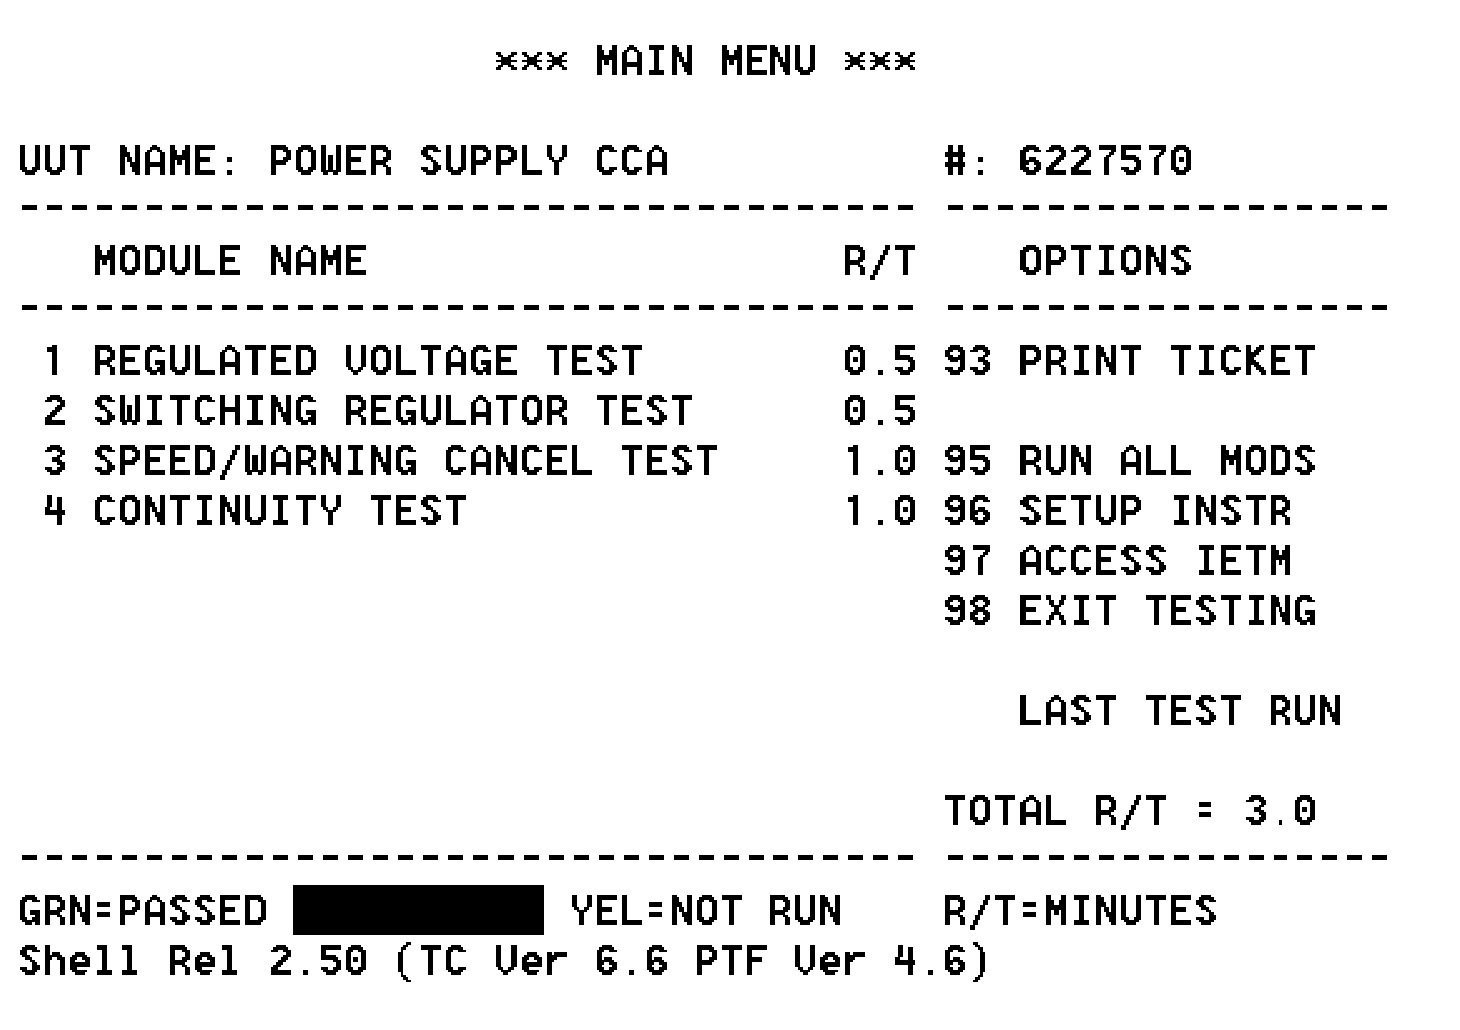 *** MAIN MENU ***
UUT NAME: POWER SUPPLY CCA #: 6227570
------------------------------------ ------------------
MODULE NAME R/T OPTIONS
------------------------------------ ------------------
1 REGULATED VOLTAGE TEST 0.5 93 PRINT TICKET
2 SWITCHING REGULATOR TEST 0.5
3 SPEED/WARNING CANCEL TEST 1.0 95 RUN ALL MODS
4 CONTINUITY TEST 1.0 96 SETUP INSTR
97 ACCESS IETM
98 EXIT TESTING
LAST TEST RUN
TOTAL R/T = 3.0
------------------------------------ ------------------
GRN=PASSED YEL=NOT RUN R/T=MINUTES
Shell Rel 2.50 (TC Ver 6.6 PTF Ver 4.6)